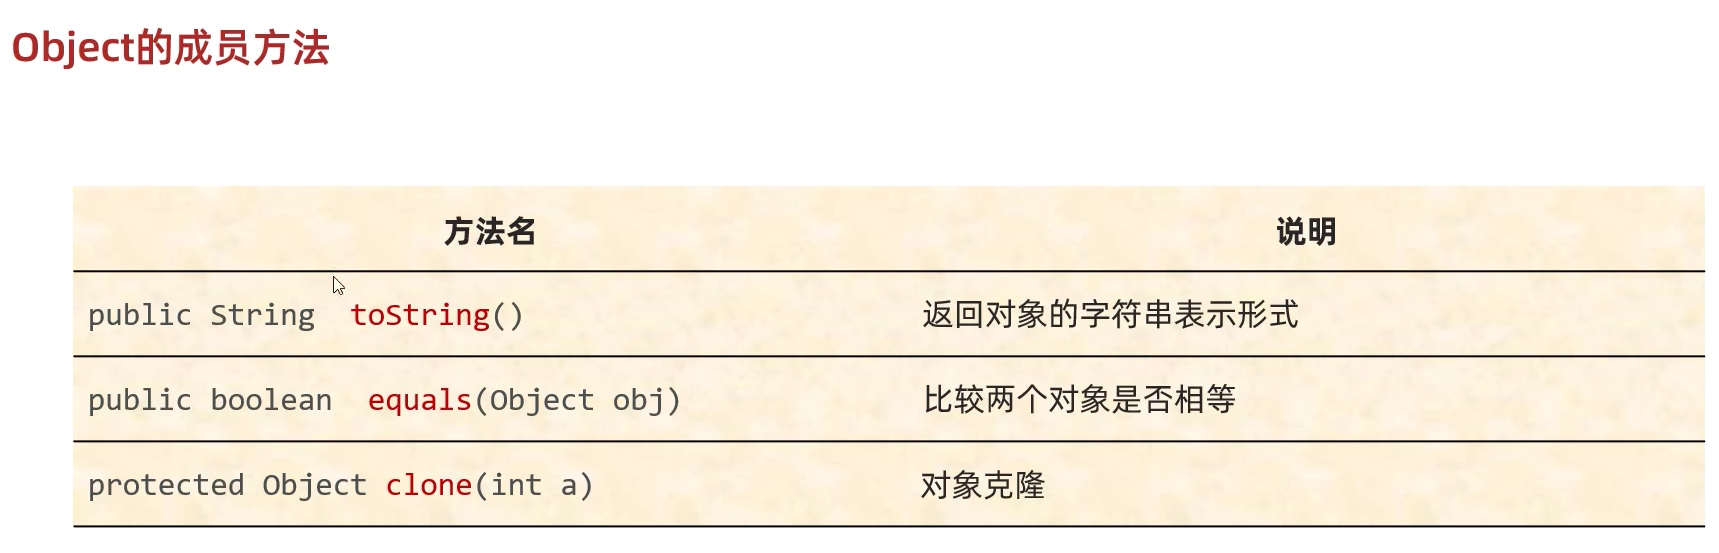 Object的成员方法
方法名 说明
public String toString() 返回对象的字符串表示形式
public boolean equals(Object obj) 比较两个对象是否相等
protected Object clone(int a) 对象克隆